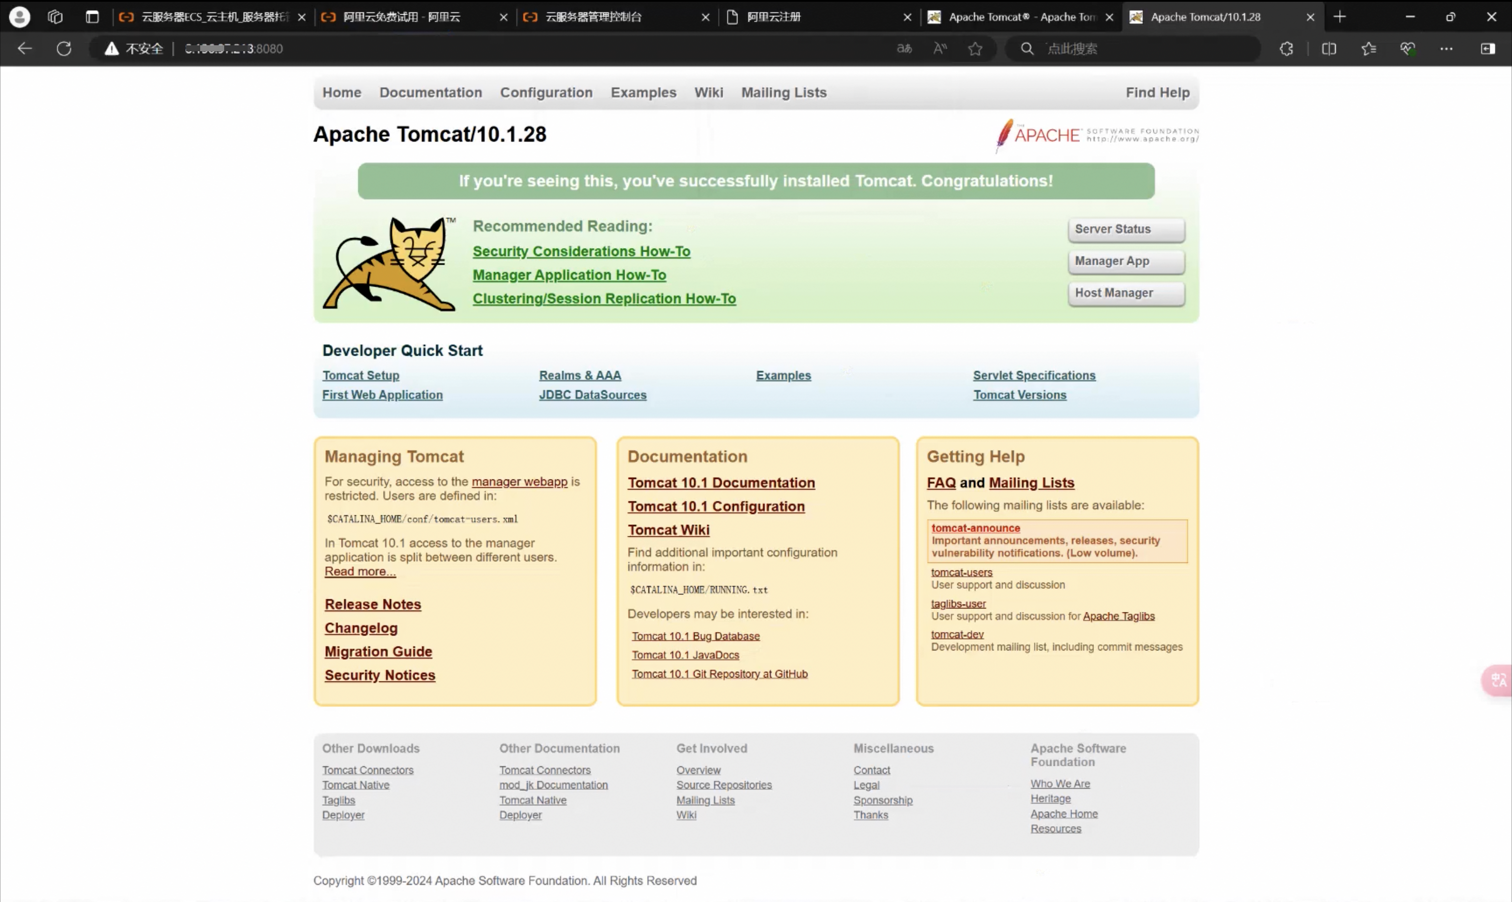 云服务器ECS_云主机_服务器托
阿里云免费试用 - 阿里云
云服务器管理控制台
阿里云注册
Apache Tomcat® - Apache Tom
Apache Tomcat/10.1.28
不安全
:8080
点此搜索
Home Documentation Configuration Examples Wiki Mailing Lists Find Help
Apache Tomcat/10.1.28
APACHE
SOFTWARE FOUNDATION
http://www.apache.org/
If you're seeing this, you've successfully installed Tomcat. Congratulations!
TM
Recommended Reading:
Security Considerations How-To
Manager Application How-To
Clustering/Session Replication How-To
Server Status
Manager App
Host Manager
Developer Quick Start
Tomcat Setup
First Web Application
Realms & AAA
JDBC DataSources
Examples
Servlet Specifications
Tomcat Versions
Managing Tomcat
For security, access to the manager webapp is
restricted. Users are defined in:
$CATALINA_HOME/conf/tomcat-users.xml
In Tomcat 10.1 access to the manager
application is split between different users.
Read more...
Release Notes
Changelog
Migration Guide
Security Notices
Documentation
Tomcat 10.1 Documentation
Tomcat 10.1 Configuration
Tomcat Wiki
Find additional important configuration
information in:
$CATALINA_HOME/RUNNING.txt
Developers may be interested in:
Tomcat 10.1 Bug Database
Tomcat 10.1 JavaDocs
Tomcat 10.1 Git Repository at GitHub
Getting Help
FAQ and Mailing Lists
The following mailing lists are available:
tomcat-announce
Important announcements, releases, security
vulnerability notifications. (Low volume).
tomcat-users
User support and discussion
taglibs-user
User support and discussion for Apache Taglibs
tomcat-dev
Development mailing list, including commit messages
Other Downloads
Tomcat Connectors
Tomcat Native
Taglibs
Deployer
Other Documentation
Tomcat Connectors
mod_jk Documentation
Tomcat Native
Deployer
Get Involved
Overview
Source Repositories
Mailing Lists
Wiki
Miscellaneous
Contact
Legal
Sponsorship
Thanks
Apache Software
Foundation
Who We Are
Heritage
Apache Home
Resources
Copyright ©1999-2024 Apache Software Foundation. All Rights Reserved